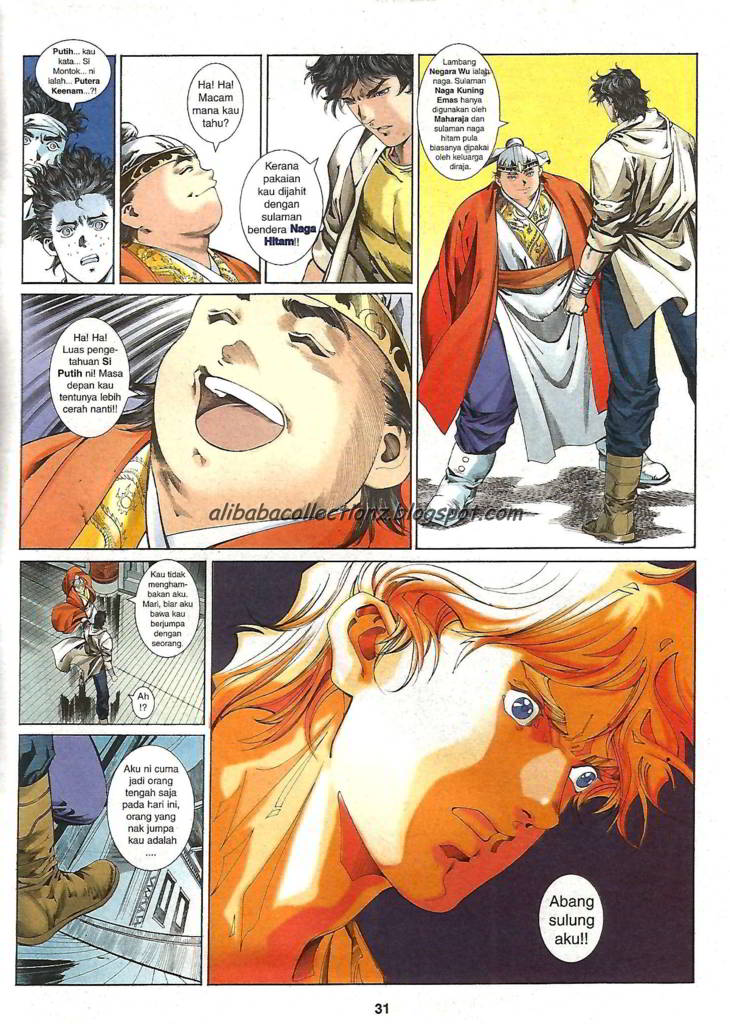 Putih... kau
kata... Si
Montok... ni
ialah... Putera
Keenam...?!
Ha! Ha!
Macam
mana kau
tahu?
Kerana
pakaian
kau dijahit
dengan
sulaman
bendera Naga
Hitam!!
Lambang
Negara Wu ialah
naga. Sulaman
Naga Kuning
Emas hanya
digunakan oleh
Maharaja dan
sulaman naga
hitam pula
biasanya dipakai
oleh keluarga
diraja.
Ha! Ha!
Luas penge-
tahuan Si
Putih ni! Masa
depan kau
tentunya lebih
cerah nanti!!
alibabacollectionz.blogspot.com
Kau tidak
mengham-
bakan aku.
Mari, biar aku
bawa kau
berjumpa
dengan
seorang.
Ah
!?
Aku ni cuma
jadi orang
tengah saja
pada hari ini,
orang yang
nak jumpa
kau adalah
....
Abang
sulung
aku!!
31